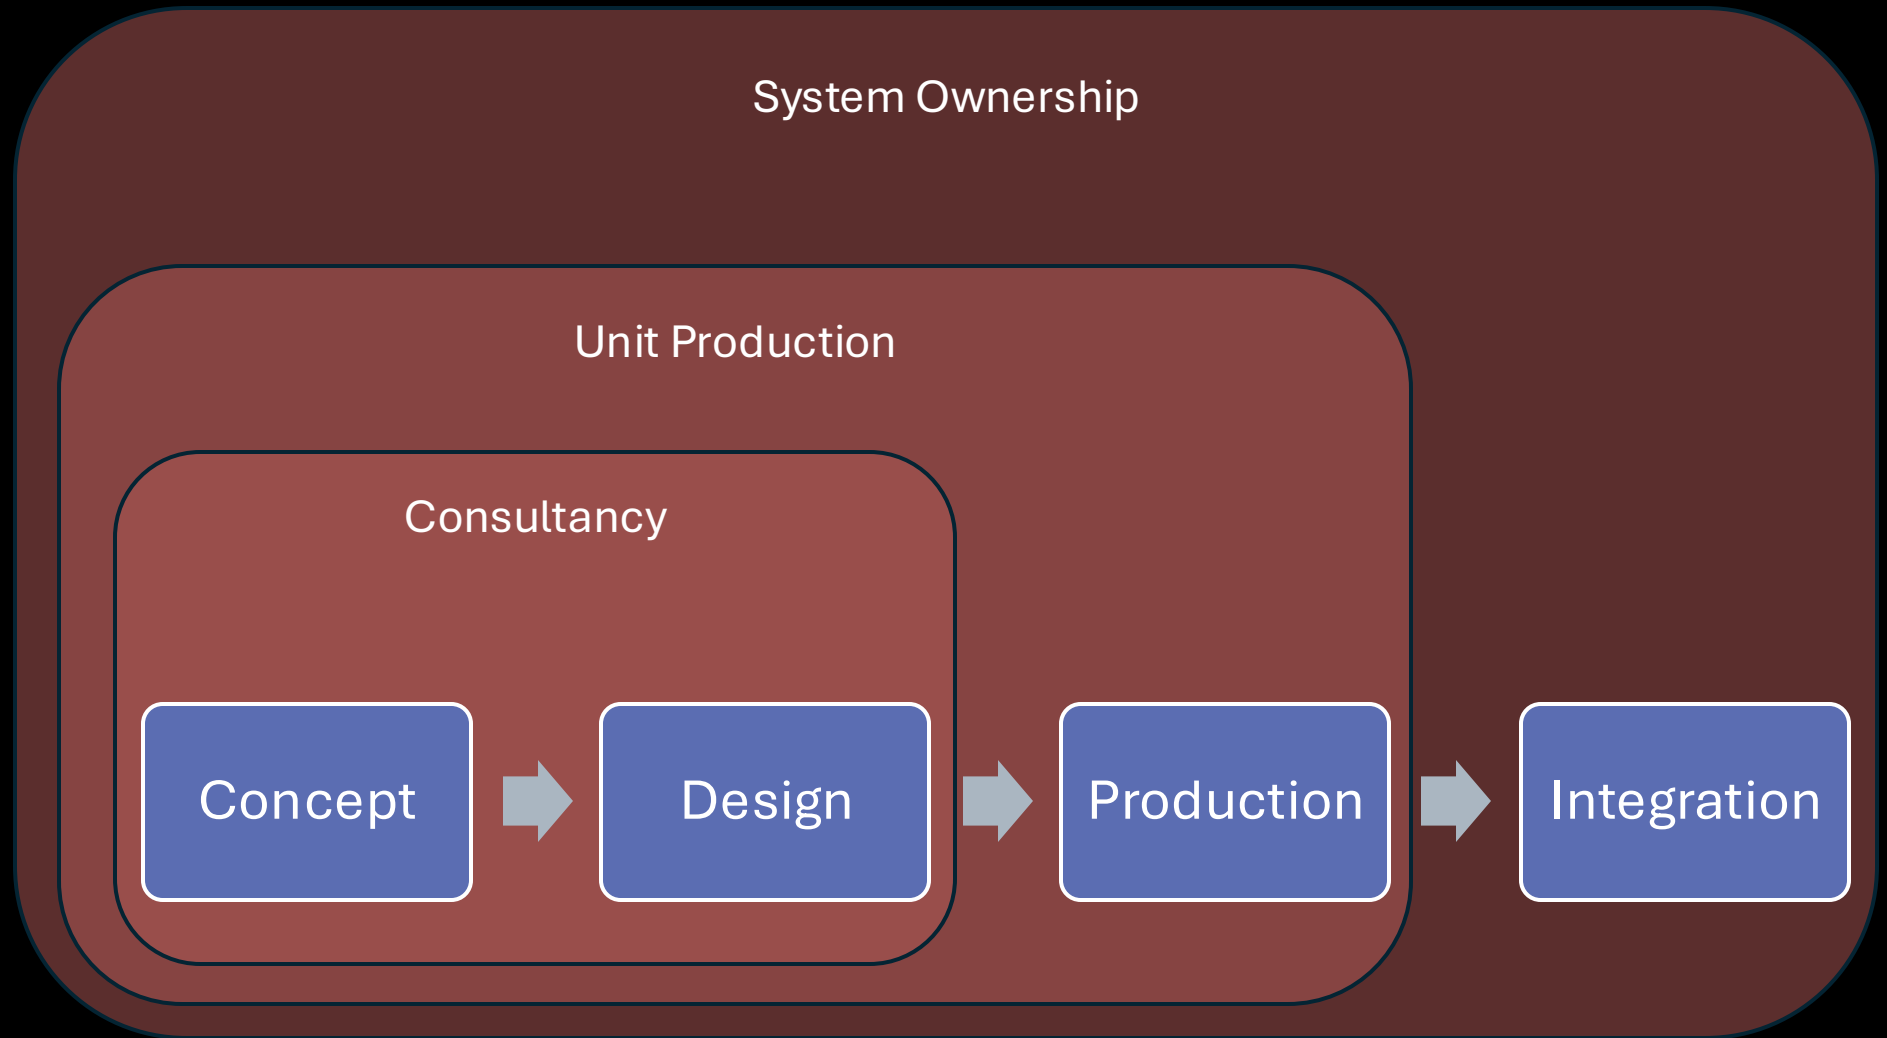 System Ownership
Unit Production
Consultancy
Concept
Design
Production
Integration